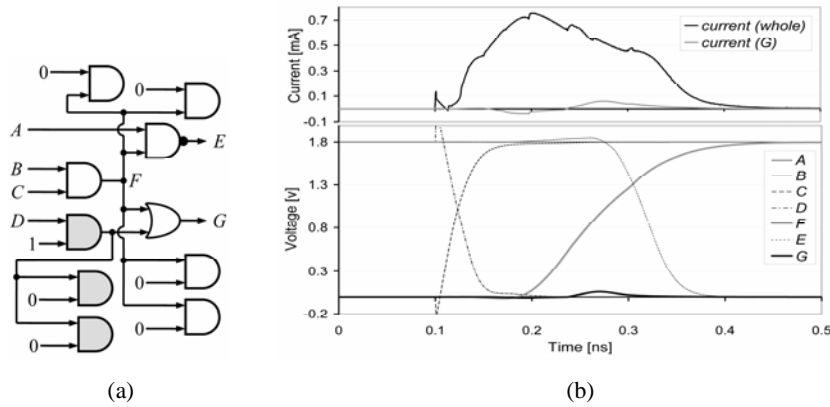 0
0
A
E
B
C
F
D
G
1
0
0
0
0
(a)
Current [mA]
0.7
0.5
0.3
0.1
-0.1
current (whole)
current (G)
Voltage [v]
1.8
1.3
0.8
0.3
-0.2
A
B
C
D
F
E
G
0
0.1
0.2
0.3
0.4
0.5
Time [ns]
(b)